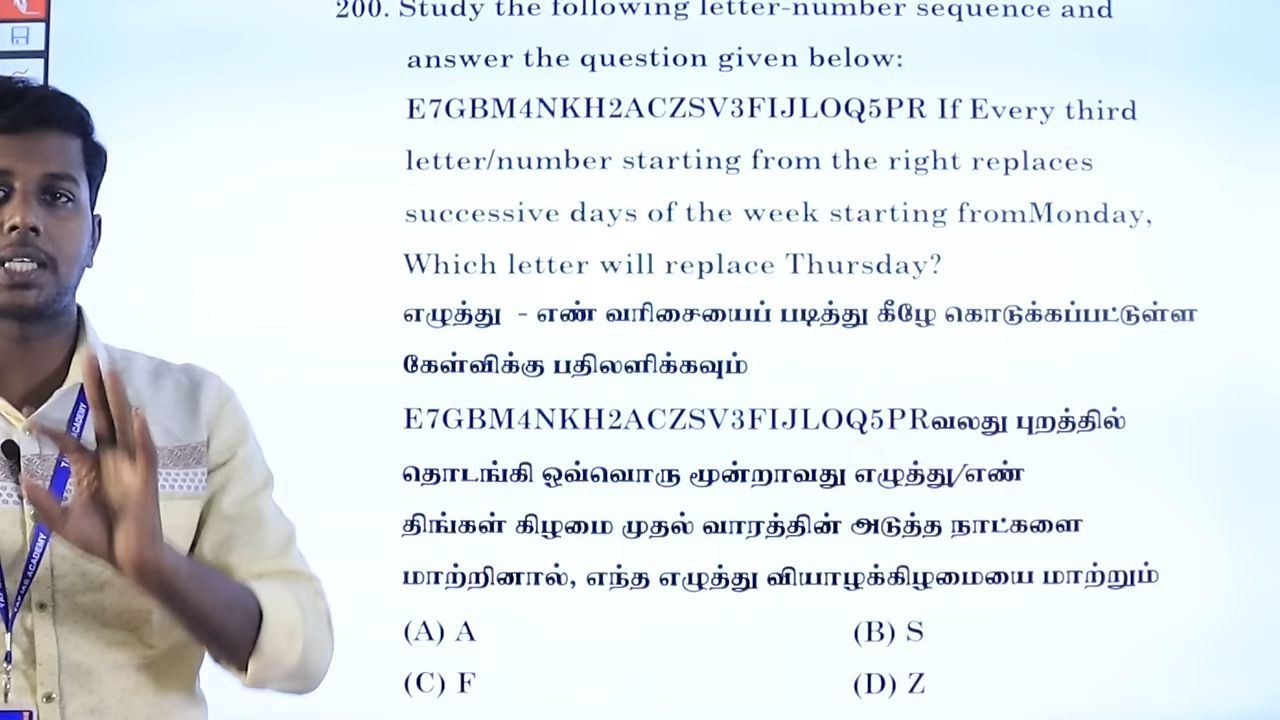 200. Study the following letter-number sequence and
answer the question given below:
E7GBM4NKH2ACZSV3FIJLOQ5PR If Every third
letter/number starting from the right replaces
successive days of the week starting fromMonday,
Which letter will replace Thursday?
எழுத்து - எண் வரிசையைப் படித்து கீழே கொடுக்கப்பட்டுள்ள
கேள்விக்கு பதிலளிக்கவும்
E7GBM4NKH2ACZSV3FIJLOQ5PRவலது புறத்தில்
தொடங்கி ஒவ்வொரு மூன்றாவது எழுத்து/எண்
திங்கள் கிழமை முதல் வாரத்தின் அடுத்த நாட்களை
மாற்றினால், எந்த எழுத்து வியாழக்கிழமையை மாற்றும்
(A) A (B) S
(C) F (D) Z
ACADEMY
ACADEMY